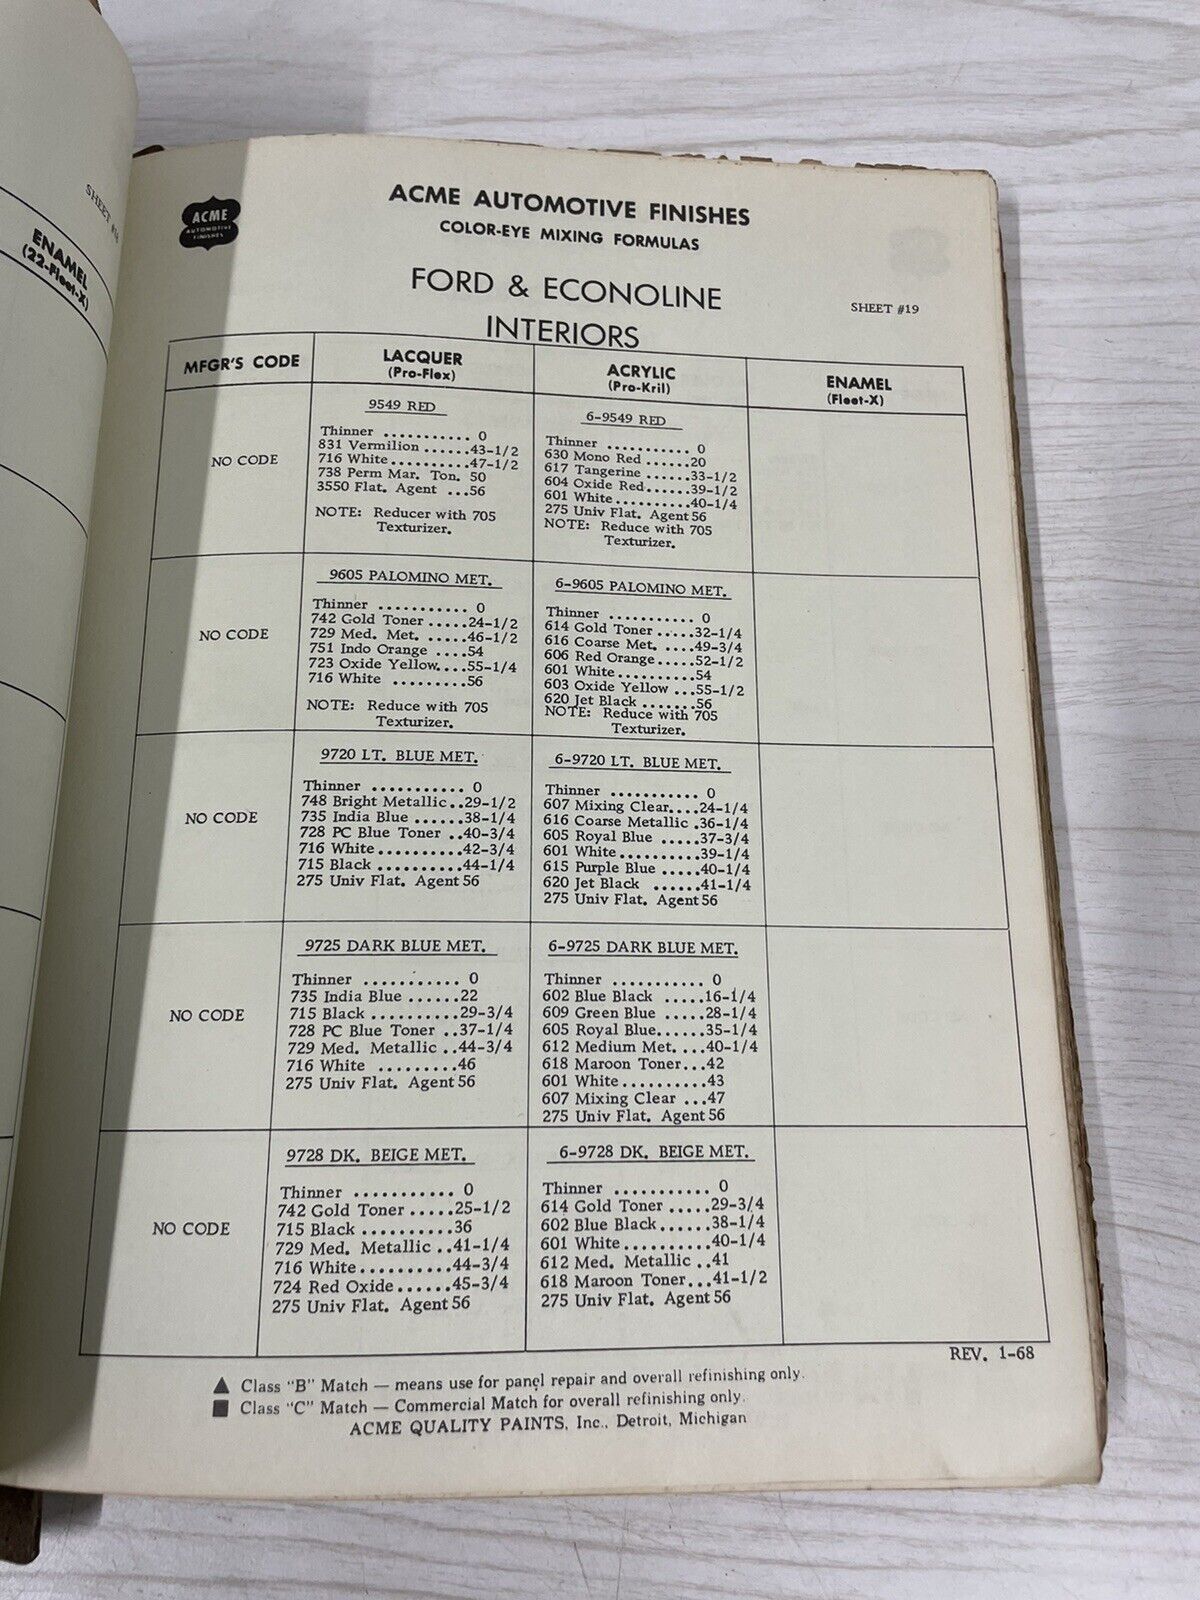 SHEET #14
ENAMEL
(22-Fleet-X)
ACME
AUTOMOTIVE
FINISHES
ACME AUTOMOTIVE FINISHES
COLOR-EYE MIXING FORMULAS
FORD & ECONOLINE
INTERIORS
SHEET #19
MFGR'S CODE
LACQUER
(Pro-Flex)
ACRYLIC
(Pro-Kril)
ENAMEL
(Fleet-X)
NO CODE
9549 RED
Thinner ........... 0
831 Vermilion ......43-1/2
716 White..........47-1/2
738 Perm Mar. Ton. 50
3550 Flat. Agent ...56
NOTE: Reducer with 705
Texturizer.
6-9549 RED
Thinner ........... 0
630 Mono Red ......20
617 Tangerine ......33-1/2
604 Oxide Red......39-1/2
601 White..........40-1/4
275 Univ Flat. Agent 56
NOTE: Reduce with 705
Texturizer.
NO CODE
9605 PALOMINO MET.
Thinner ........... 0
742 Gold Toner .....24-1/2
729 Med. Met. .....46-1/2
751 Indo Orange ....54
723 Oxide Yellow....55-1/4
716 White .........56
NOTE: Reduce with 705
Texturizer.
6-9605 PALOMINO MET.
Thinner ........... 0
614 Gold Toner .....32-1/4
616 Coarse Met. ...49-3/4
606 Red Orange.....52-1/2
601 White..........54
603 Oxide Yellow ...55-1/2
620 Jet Black .......56
NOTE: Reduce with 705
Texturizer.
NO CODE
9720 LT. BLUE MET.
Thinner ........... 0
748 Bright Metallic..29-1/2
735 India Blue ......38-1/4
728 PC Blue Toner ..40-3/4
716 White..........42-3/4
715 Black ..........44-1/4
275 Univ Flat. Agent 56
6-9720 LT. BLUE MET.
Thinner ........... 0
607 Mixing Clear....24-1/4
616 Coarse Metallic .36-1/4
605 Royal Blue .....37-3/4
601 White..........39-1/4
615 Purple Blue .....40-1/4
620 Jet Black ......41-1/4
275 Univ Flat. Agent 56
NO CODE
9725 DARK BLUE MET.
Thinner ........... 0
735 India Blue ......22
715 Black ..........29-3/4
728 PC Blue Toner ..37-1/4
729 Med. Metallic ..44-3/4
716 White .........46
275 Univ Flat. Agent 56
6-9725 DARK BLUE MET.
Thinner ........... 0
602 Blue Black .....16-1/4
609 Green Blue .....28-1/4
605 Royal Blue......35-1/4
612 Medium Met. ...40-1/4
618 Maroon Toner...42
601 White..........43
607 Mixing Clear ...47
275 Univ Flat. Agent 56
NO CODE
9728 DK. BEIGE MET.
Thinner ........... 0
742 Gold Toner .....25-1/2
715 Black ..........36
729 Med. Metallic ..41-1/4
716 White..........44-3/4
724 Red Oxide......45-3/4
275 Univ Flat. Agent 56
6-9728 DK. BEIGE MET.
Thinner ........... 0
614 Gold Toner .....29-3/4
602 Blue Black......38-1/4
601 White..........40-1/4
612 Med. Metallic ..41
618 Maroon Toner...41-1/2
275 Univ Flat. Agent 56
REV. 1-68
▲ Class "B" Match — means use for panel repair and overall refinishing only.
■ Class "C" Match — Commercial Match for overall refinishing only.
ACME QUALITY PAINTS, Inc., Detroit, Michigan